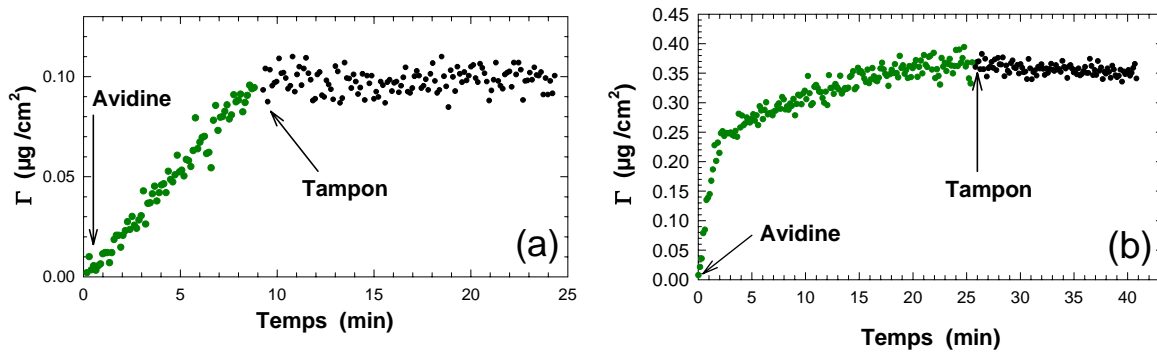 0.10
0.05
0.00
Γ (µg /cm²)
Avidine
Tampon
(a)
0 5 10 15 20 25
Temps (min)
0.45
0.40
0.35
0.30
0.25
0.20
0.15
0.10
0.05
0.00
Γ (µg /cm²)
Tampon
Avidine
(b)
0 5 10 15 20 25 30 35 40
Temps (min)